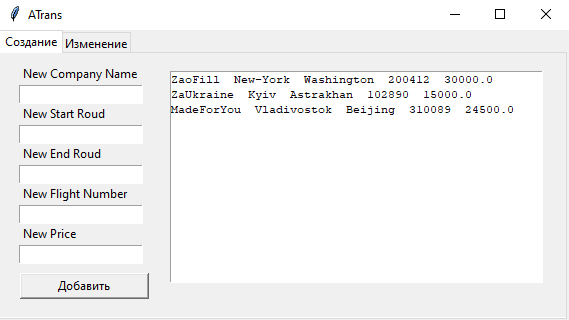 ATrans
Создание Изменение
New Company Name
New Start Roud
New End Roud
New Flight Number
New Price
Добавить
ZaoFill New-York Washington 200412 30000.0
ZaUkraine Kyiv Astrakhan 102890 15000.0
MadeForYou Vladivostok Beijing 310089 24500.0